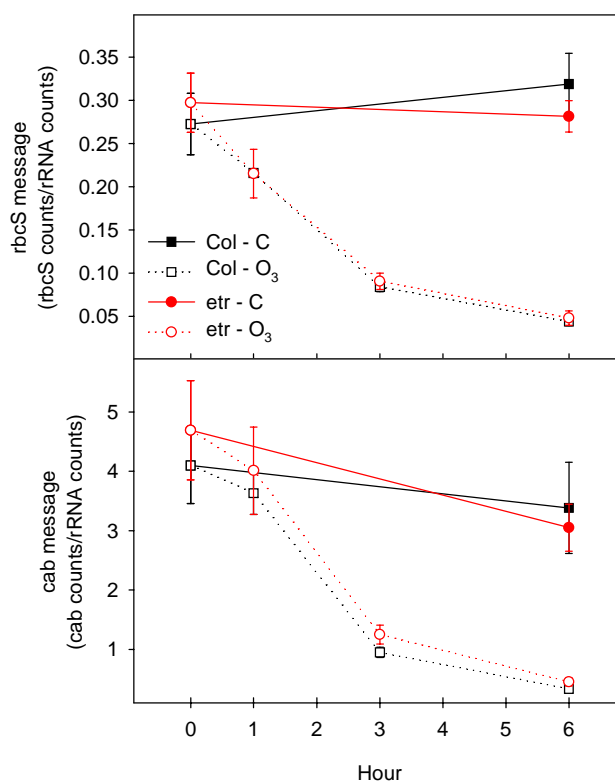 rbcS message
(rbcS counts/rRNA counts)
0.35
0.30
0.25
0.20
0.15
0.10
0.05
Col - C
Col - O₃
etr - C
etr - O₃
cab message
(cab counts/rRNA counts)
5
4
3
2
1
0 1 2 3 4 5 6
Hour